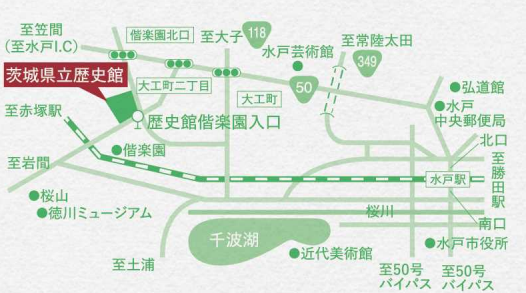 至笠間
(至水戸I.C)
偕楽園北口
至大子
118
水戸芸術館
至常陸太田
349
茨城県立歴史館
大工町二丁目
大工町
50
弘道館
水戸
中央郵便局
至赤塚駅
歴史館偕楽園入口
北口
偕楽園
至岩間
水戸駅
至勝田駅
桜山
徳川ミュージアム
桜川
南口
千波湖
近代美術館
水戸市役所
至土浦
至50号
バイパス
至50号
バイパス